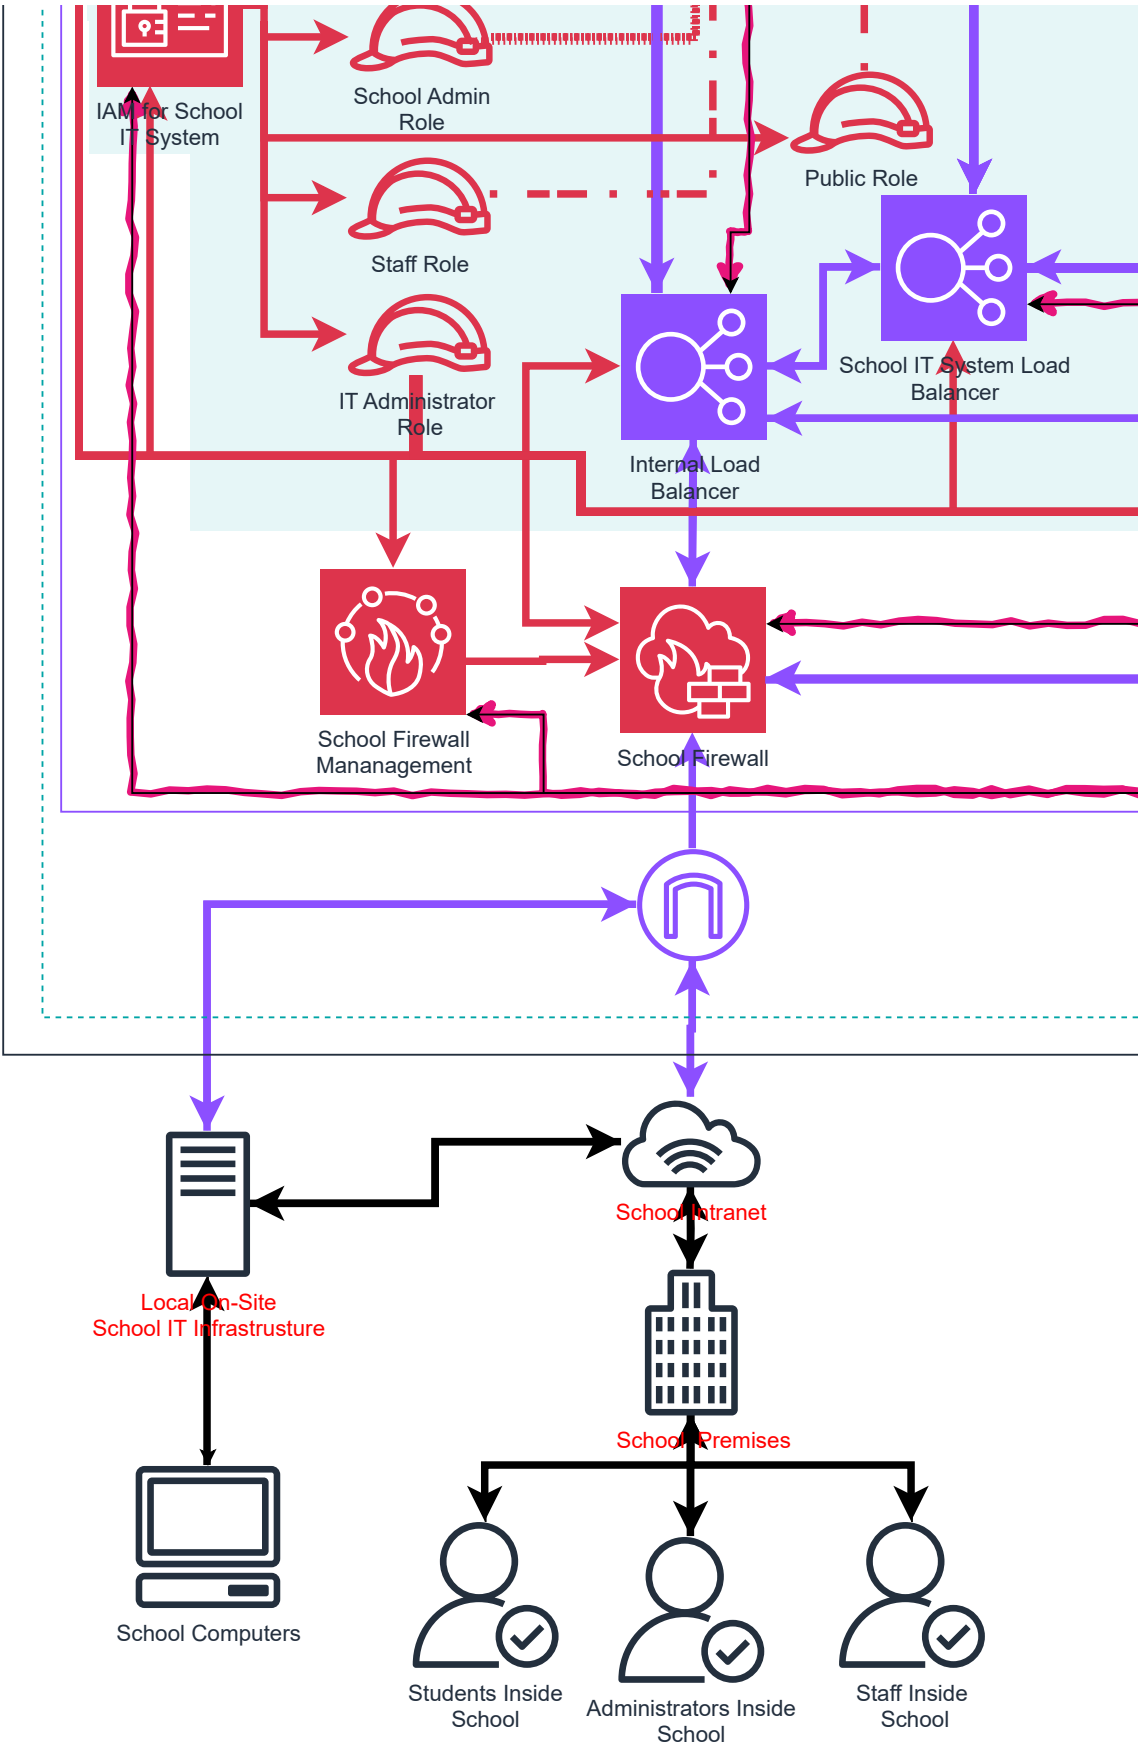 School Admin
Role
IAM for School
IT System
Public Role
Staff Role
School IT System Load
Balancer
IT Administrator
Role
Internal Load
Balancer
School Firewall
Mananagement
School Firewall
School Intranet
Local On-Site
School IT Infrastrusture
School Premises
School Computers
Students Inside
School
Administrators Inside
School
Staff Inside
School